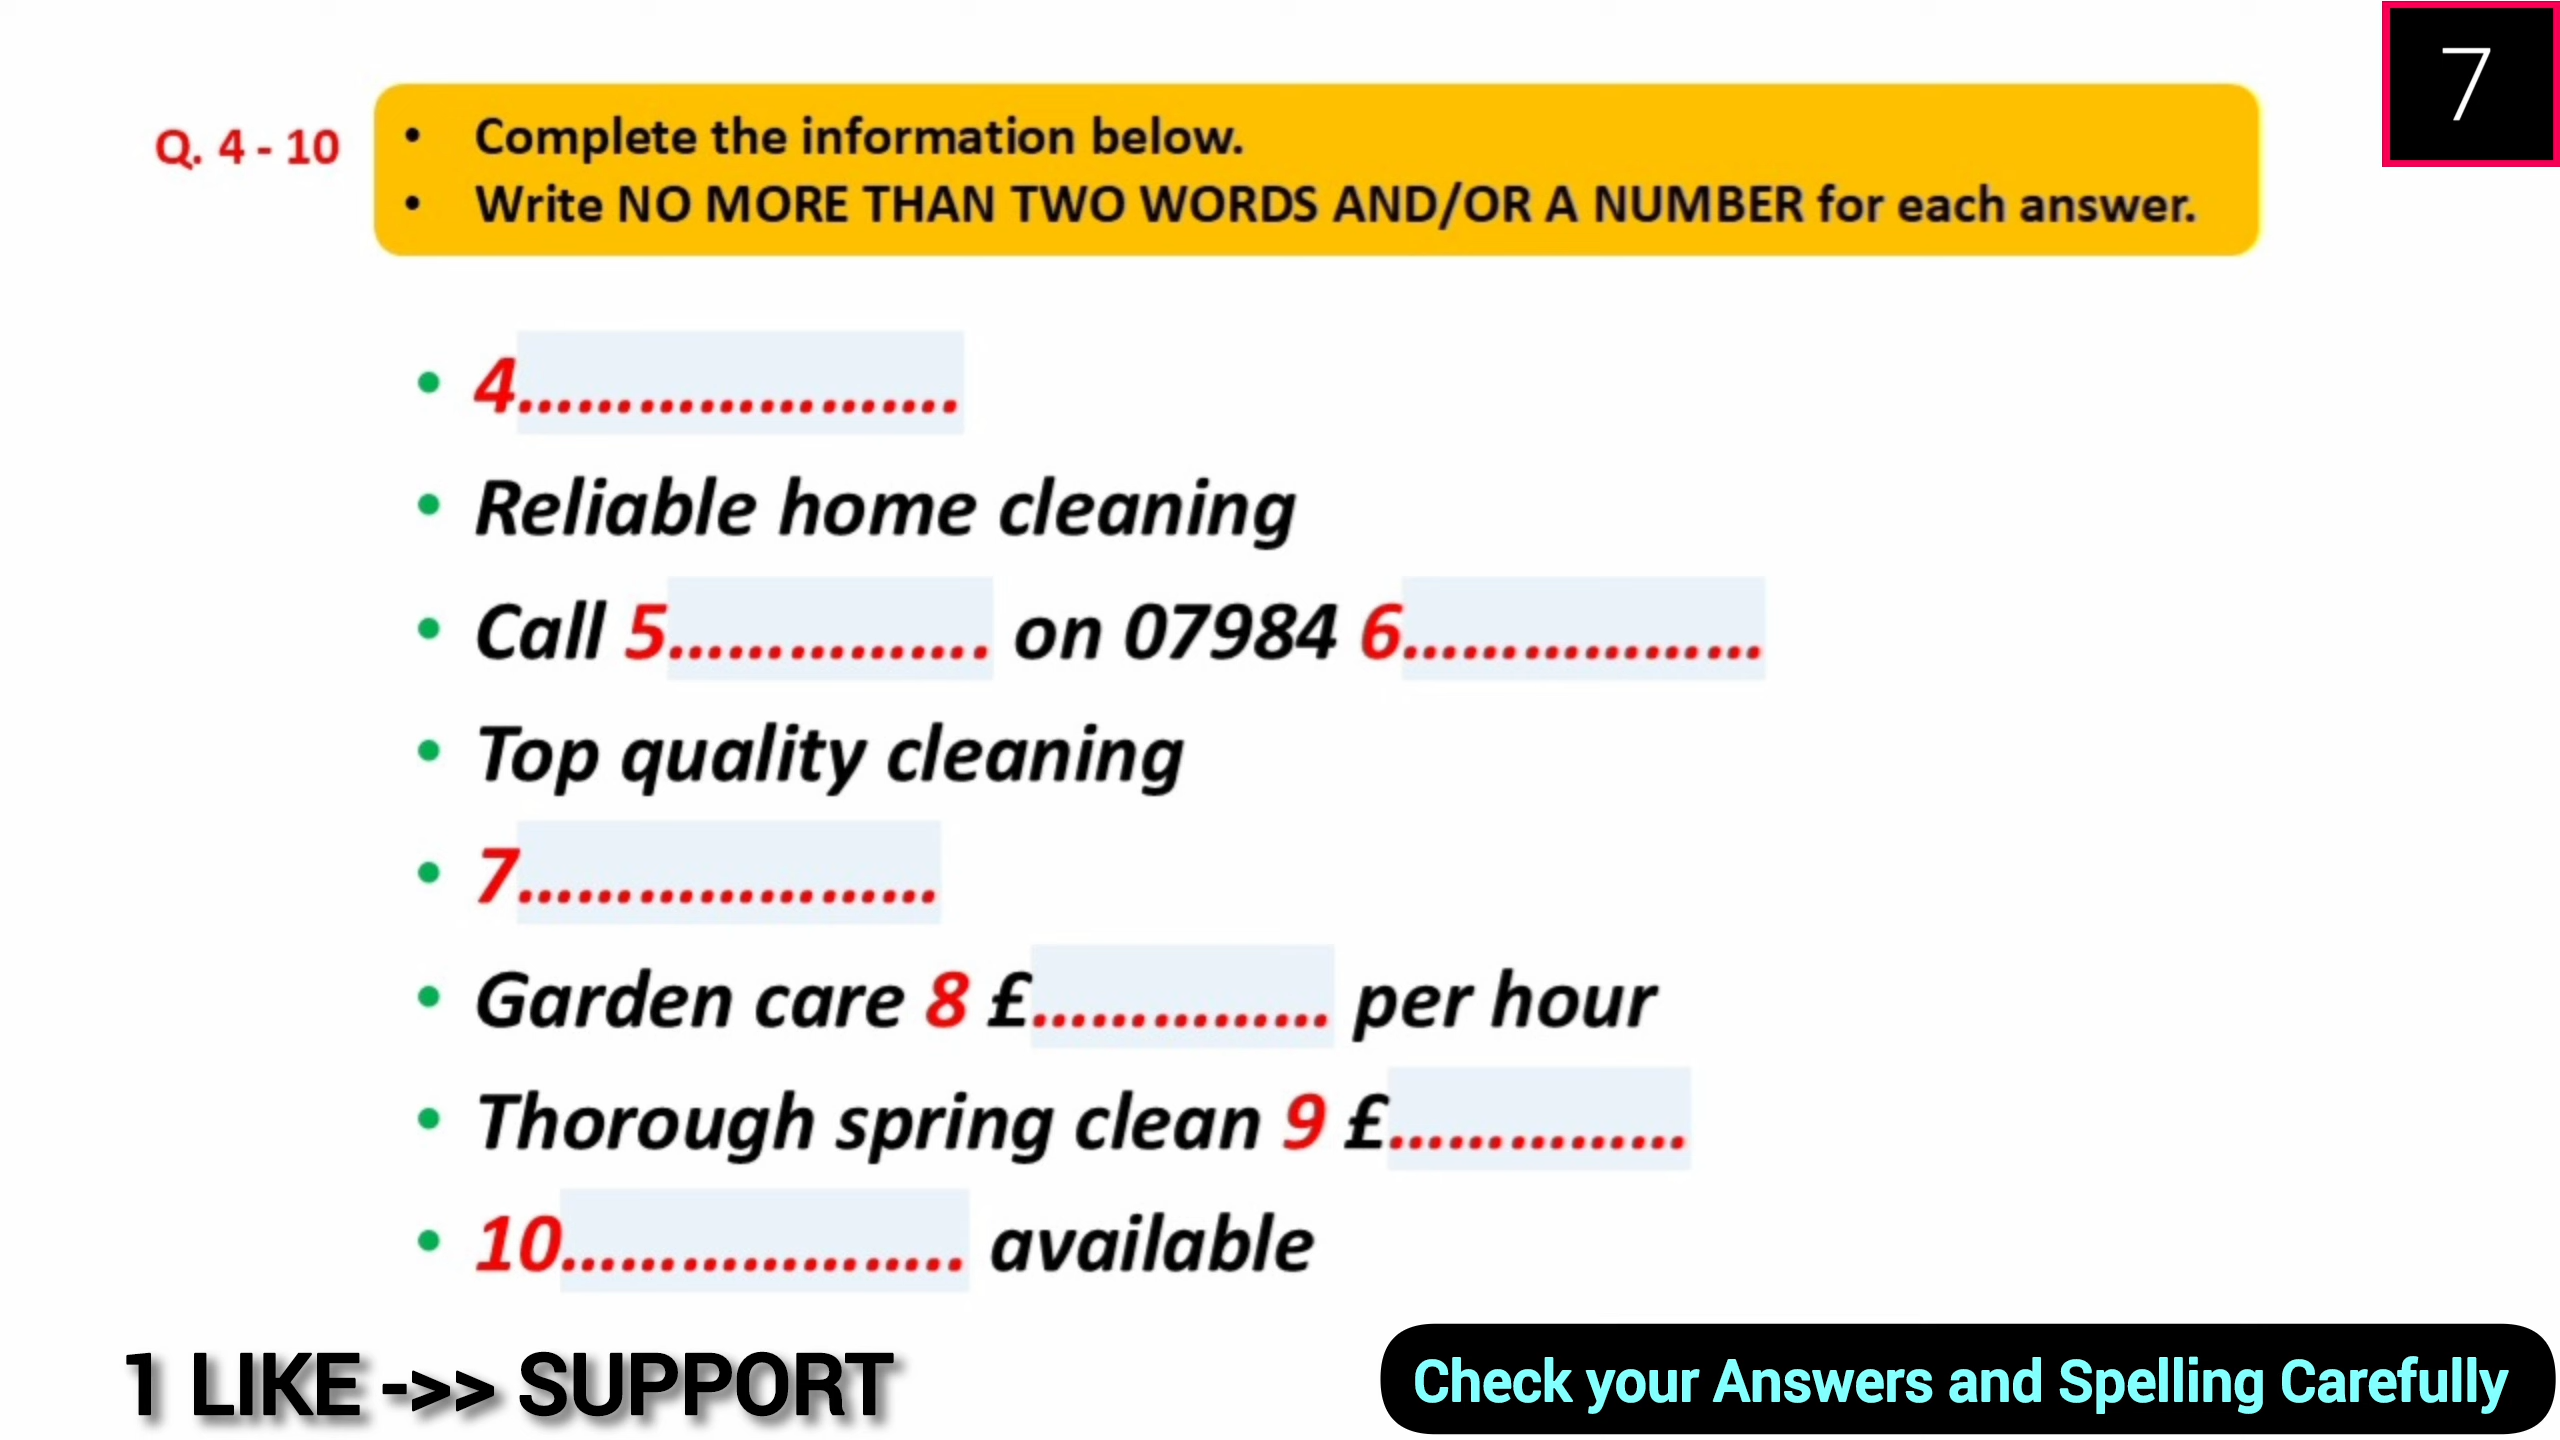 7
Q. 4 - 10
• Complete the information below.
• Write NO MORE THAN TWO WORDS AND/OR A NUMBER for each answer.
• 4......................
• Reliable home cleaning
• Call 5................ on 07984 6..................
• Top quality cleaning
• 7.....................
• Garden care 8 £............... per hour
• Thorough spring clean 9 £...............
• 10.................... available
1 LIKE ->> SUPPORT
Check your Answers and Spelling Carefully